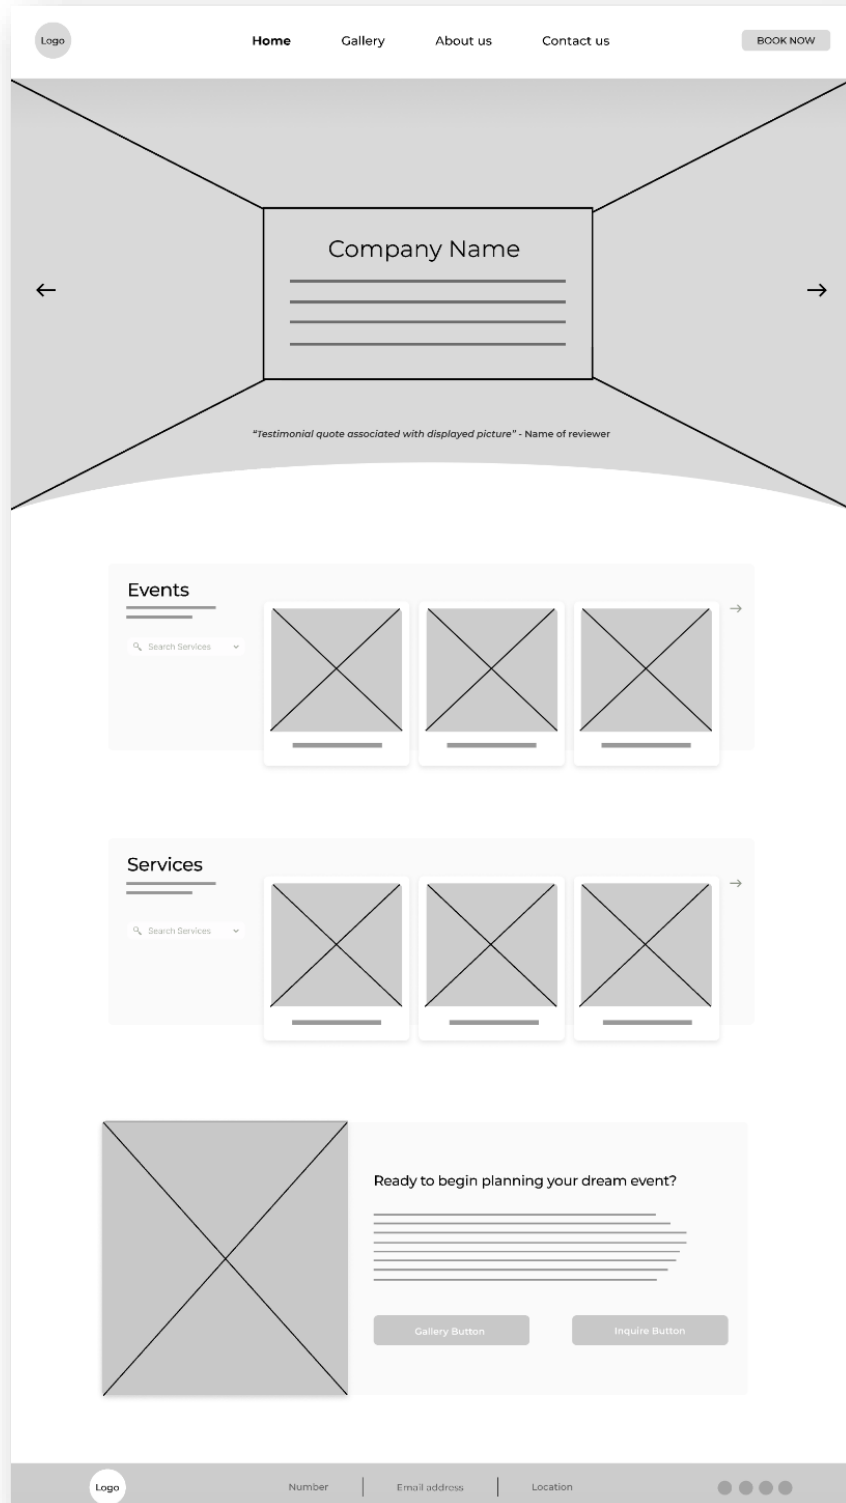 Logo
Home Gallery About us Contact us
BOOK NOW
Company Name
“Testimonial quote associated with displayed picture” - Name of reviewer
Events
Search Services
Services
Search Services
Ready to begin planning your dream event?
Gallery Button Inquire Button
Logo
Number Email address Location